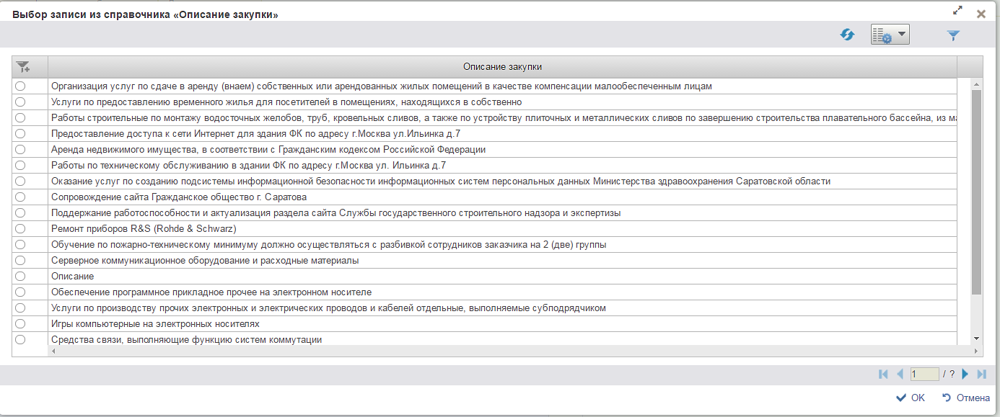 Выбор записи из справочника «Описание закупки»
Описание закупки
Организация услуг по сдаче в аренду (внаем) собственных или арендованных жилых помещений в качестве компенсации малообеспеченным лицам
Услуги по предоставлению временного жилья для посетителей в помещениях, находящихся в собственно
Работы строительные по монтажу водосточных желобов, труб, кровельных сливов, а также по устройству плиточных и металлических сливов по завершению строительства плавательного бассейна, из
Предоставление доступа к сети Интернет для здания ФК по адресу г.Москва ул.Ильинка д.7
Аренда недвижимого имущества, в соответствии с Гражданским кодексом Российской Федерации
Работы по техническому обслуживанию в здании ФК по адресу г.Москва ул. Ильинка д.7
Оказание услуг по созданию подсистемы информационной безопасности информационных систем персональных данных Министерства здравоохранения Саратовской области
Сопровождение сайта Гражданское общество г. Саратова
Поддержание работоспособности и актуализация раздела сайта Службы государственного строительного надзора и экспертизы
Ремонт приборов R&S (Rohde & Schwarz)
Обучение по пожарно-техническому минимуму должно осуществляться с разбивкой сотрудников заказчика на 2 (две) группы
Серверное коммуникационное оборудование и расходные материалы
Описание
Обеспечение программное прикладное прочее на электронном носителе
Услуги по производству прочих электронных и электрических проводов и кабелей отдельные, выполняемые субподрядчиком
Игры компьютерные на электронных носителях
Средства связи, выполняющие функцию систем коммутации
1 / ?
OK Отмена